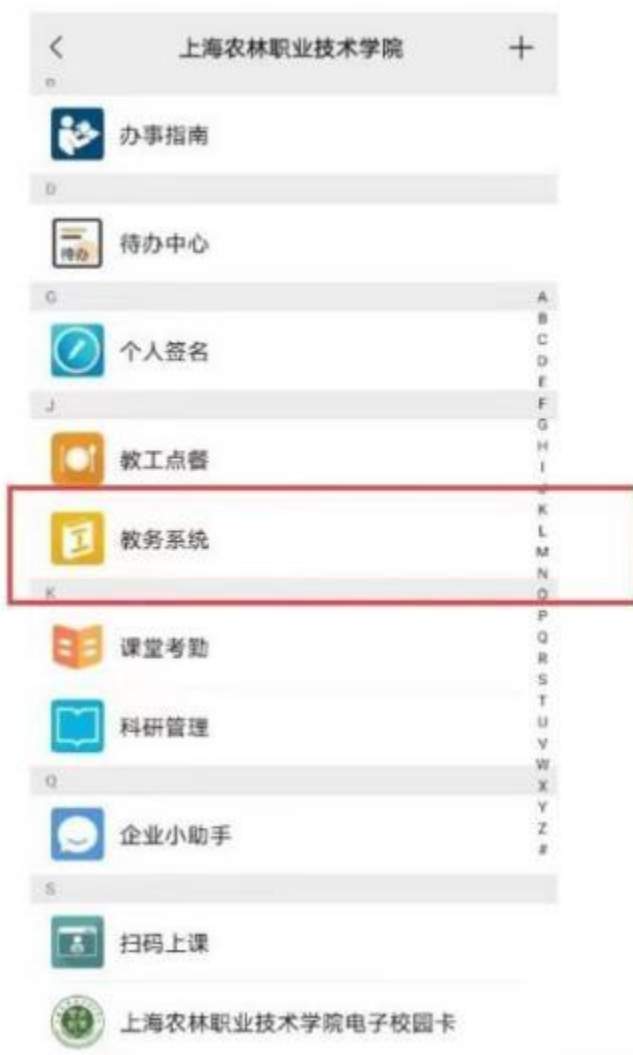 上海农林职业技术学院
办事指南
D
待办
待办中心
G
个人签名
J
教工点餐
教务系统
K
课堂考勤
科研管理
Q
企业小助手
S
扫码上课
上海农林职业技术学院电子校园卡
A
B
C
D
E
F
G
H
I
J
K
L
M
N
O
P
Q
R
S
T
U
V
W
X
Y
Z
#